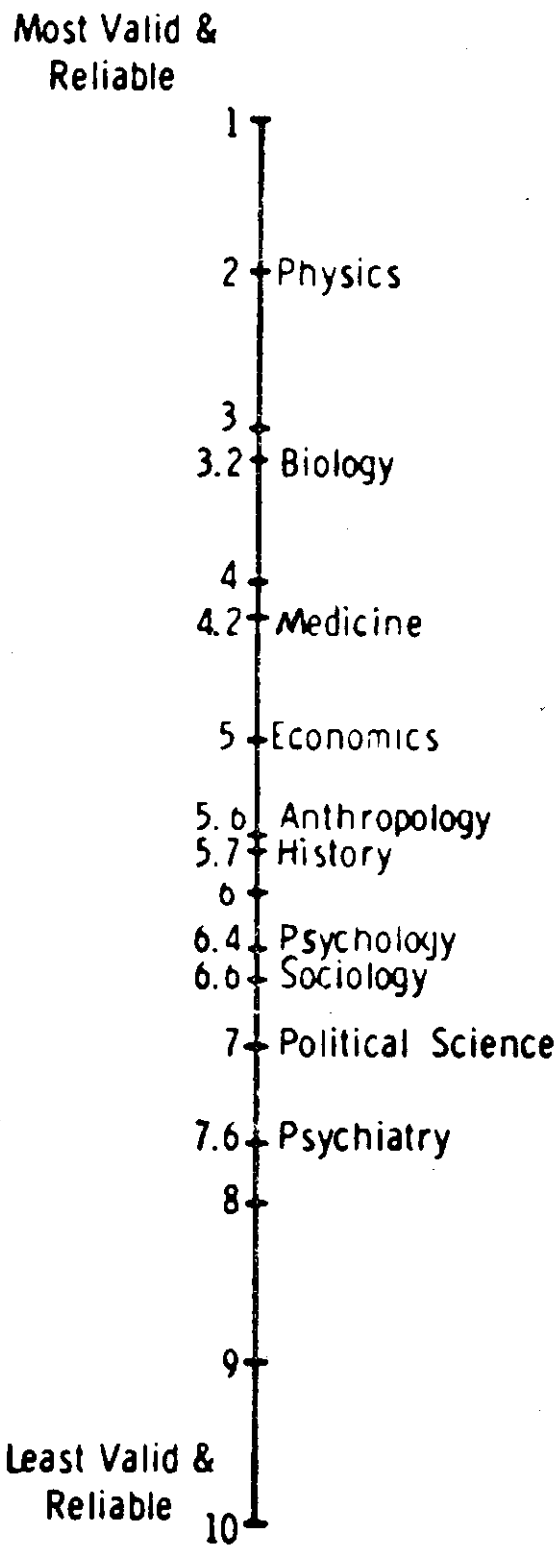 Most Valid &
Reliable
1
2 Physics
3
3.2 Biology
4
4.2 Medicine
5 Economics
5.6 Anthropology
5.7 History
6
6.4 Psychology
6.6 Sociology
7 Political Science
7.6 Psychiatry
8
9
Least Valid &
Reliable
10